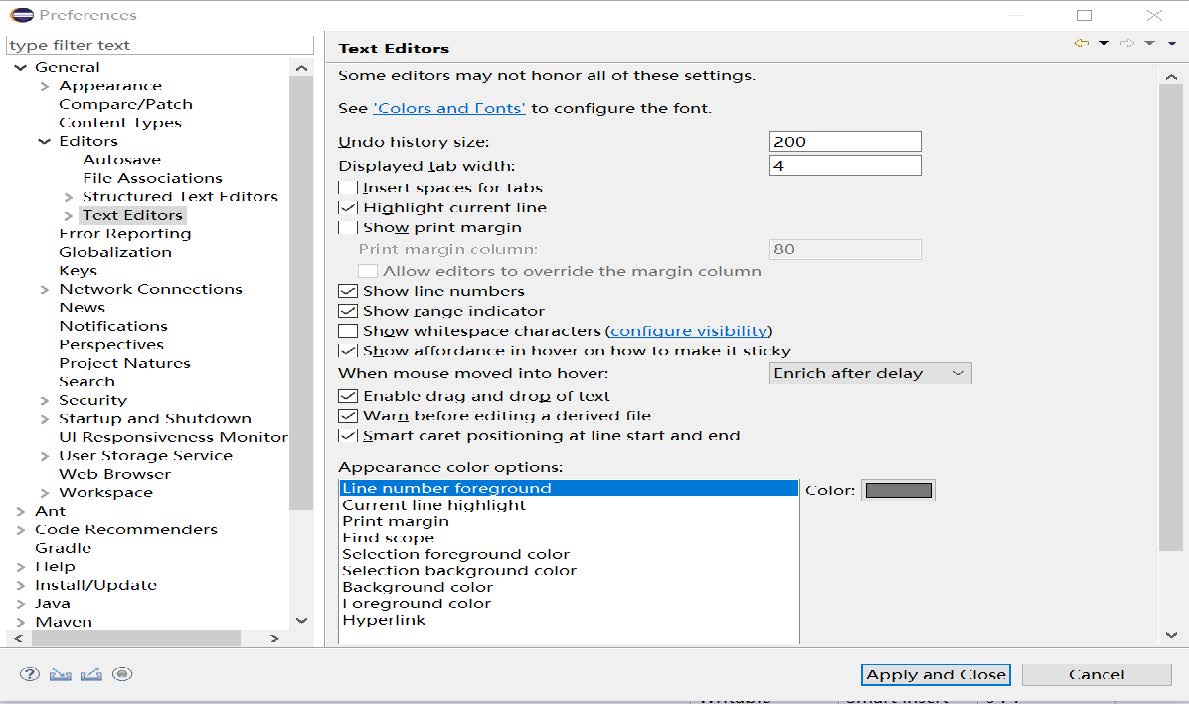 Preferences
type filter text
General
Appearance
Compare/Patch
Content Types
Editors
Autosave
File Associations
Structured Text Editors
Text Editors
Error Reporting
Globalization
Keys
Network Connections
News
Notifications
Perspectives
Project Natures
Search
Security
Startup and Shutdown
UI Responsiveness Monitor
User Storage Service
Web Browser
Workspace
Ant
Code Recommenders
Gradle
Help
Install/Update
Java
Maven
Text Editors
Some editors may not honor all of these settings.
See 'Colors and Fonts' to configure the font.
Undo history size: 200
Displayed tab width: 4
Insert spaces for tabs
Highlight current line
Show print margin
Print margin column: 80
Allow editors to override the margin column
Show line numbers
Show range indicator
Show whitespace characters (configure visibility)
Show affordance in hover on how to make it sticky
When mouse moved into hover: Enrich after delay
Enable drag and drop of text
Warn before editing a derived file
Smart caret positioning at line start and end
Appearance color options:
Line number foreground
Color:
Current line highlight
Print margin
Find scope
Selection foreground color
Selection background color
Background color
Foreground color
Hyperlink
Apply and Close
Cancel